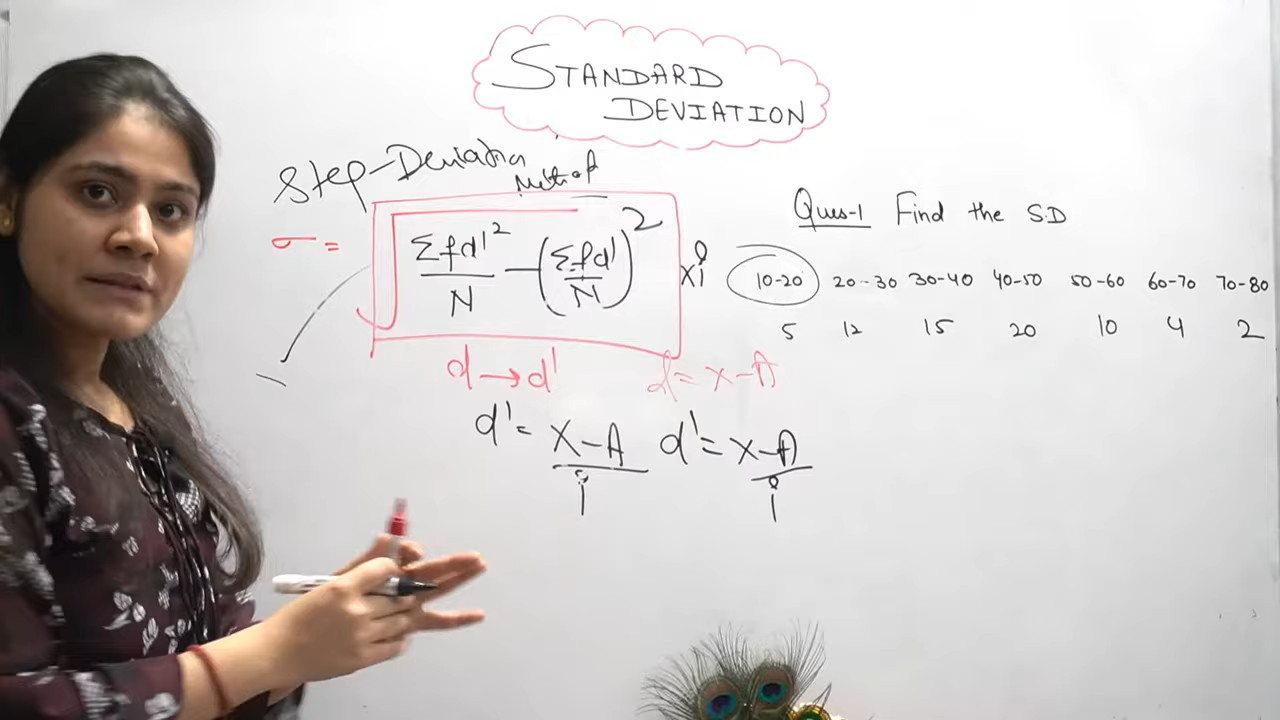 STANDARD
DEVIATION
Step-Deviation
Method
σ = √ Σfd'²/N - (Σfd'/N)² × i
d → d'
d = x-A
d' = X-A/i
d' = x-A/i
Ques-1 Find the S.D
10-20 20-30 30-40 40-50 50-60 60-70 70-80
5 12 15 20 10 4 2